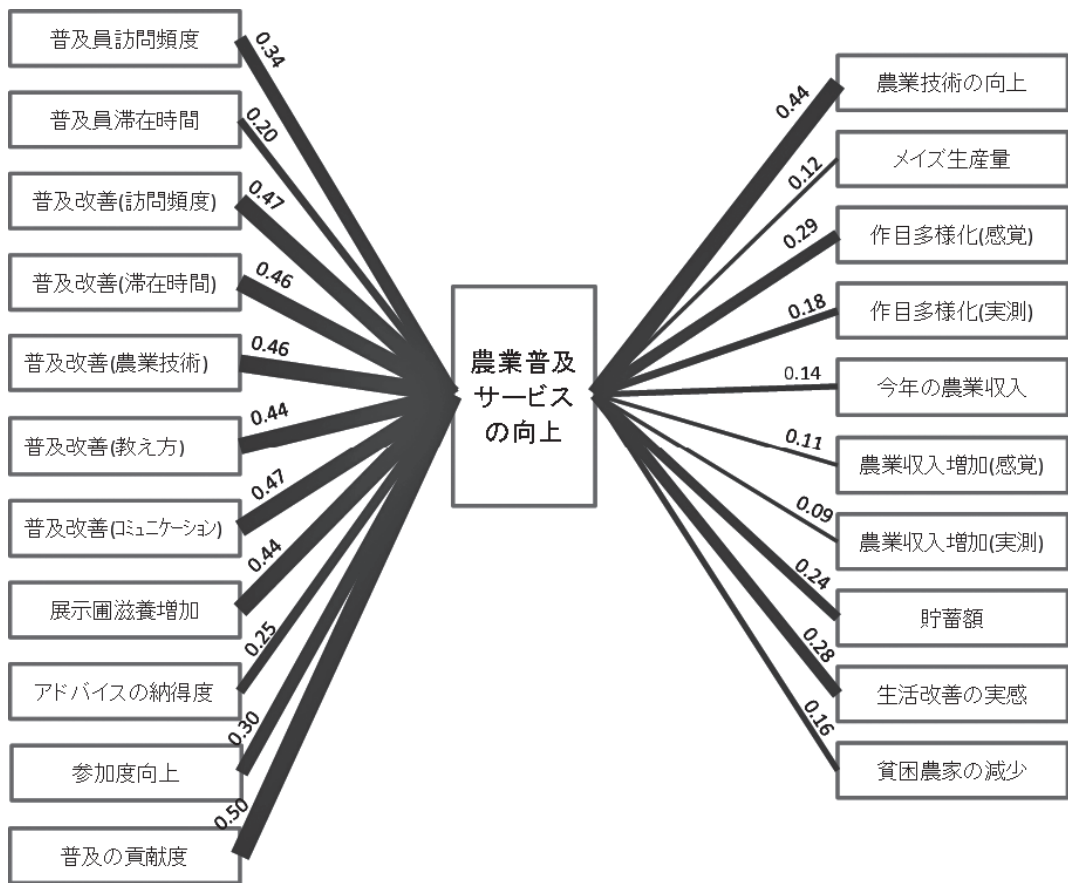 普及員訪問頻度
0.34
普及員滞在時間
0.20
普及改善(訪問頻度)
0.47
普及改善(滞在時間)
0.46
普及改善(農業技術)
0.46
普及改善(教え方)
0.44
普及改善(ｺﾐｭﾆｹｰｼｮﾝ)
0.47
展示圃滋養増加
0.44
アドバイスの納得度
0.25
参加度向上
0.30
普及の貢献度
0.50
農業普及
サービス
の向上
0.44
農業技術の向上
0.12
メイズ生産量
0.29
作目多様化(感覚)
0.18
作目多様化(実測)
0.14
今年の農業収入
0.11
農業収入増加(感覚)
0.09
農業収入増加(実測)
0.24
貯蓄額
0.28
生活改善の実感
0.16
貧困農家の減少